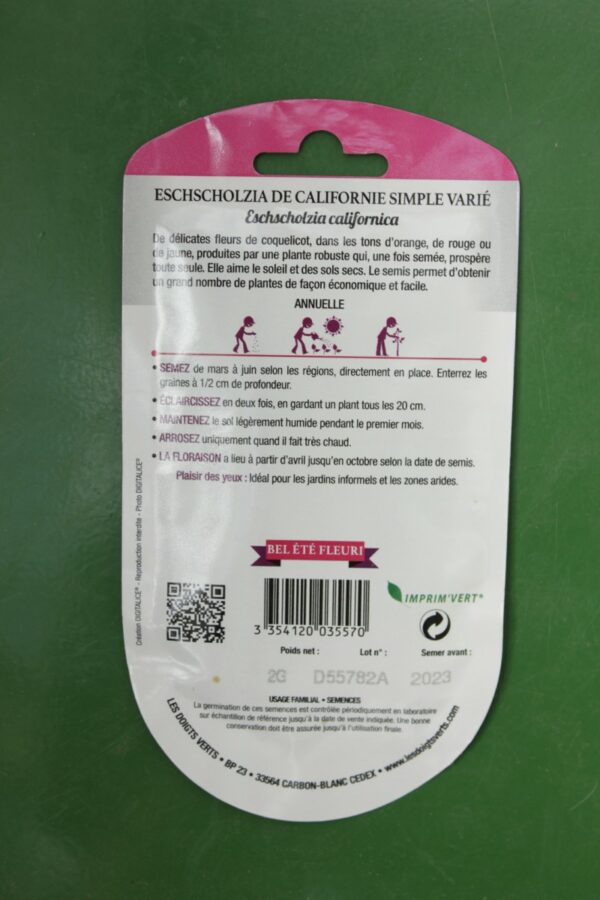 ESCHSCHOLZIA DE CALIFORNIE SIMPLE VARIÉ
Eschscholzia californica
De délicates fleurs de coquelicot, dans les tons d'orange, de rouge ou
de jaune, produites par une plante robuste qui, une fois semée, prospère
toute seule. Elle aime le soleil et des sols secs. Le semis permet d'obtenir
un grand nombre de plantes de façon économique et facile.
ANNUELLE
• SEMEZ de mars à juin selon les régions, directement en place. Enterrez les
graines à 1/2 cm de profondeur.
• ÉCLAIRCISSEZ en deux fois, en gardant un plant tous les 20 cm.
• MAINTENEZ le sol légèrement humide pendant le premier mois.
• ARROSEZ uniquement quand il fait très chaud.
• LA FLORAISON a lieu à partir d'avril jusqu'en octobre selon la date de semis.
Plaisir des yeux : Idéal pour les jardins informels et les zones arides.
Création DIGITALICE® - Reproduction interdite - Photo DIGITALICE®
BEL ÉTÉ FLEURI
IMPRIM'VERT®
3 354120 035570
Poids net : Lot n° : Semer avant :
2G D55782A 2023
USAGE FAMILIAL • SEMENCES
La germination de ces semences est contrôlée périodiquement en laboratoire
sur échantillon de référence jusqu'à la date de vente indiquée. Une bonne
conservation doit être assurée jusqu'à l'utilisation finale.
LES DOIGTS VERTS • BP 23 • 33564 CARBON-BLANC CEDEX • www.lesdoigtsverts.com